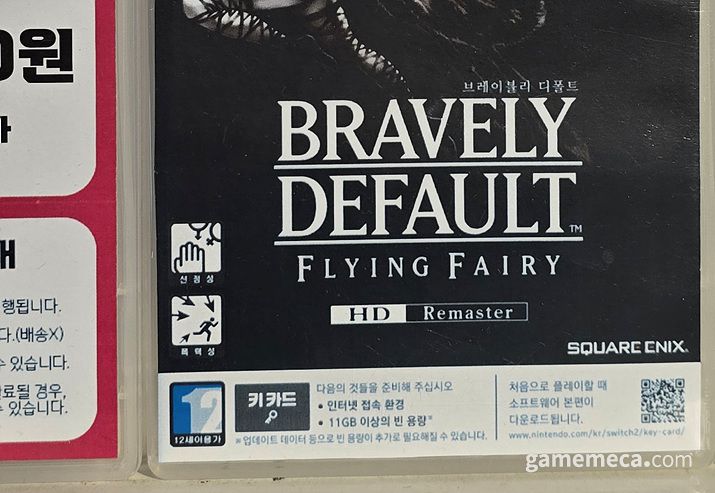 0원
가
개
행됩니다.
다.(배송X)
수 있습니다.
료될 경우,
수 있습니다.
브레이블리 디폴트
BRAVELY
DEFAULT™
FLYING FAIRY
HD Remaster
선정성
폭력성
SQUARE ENIX.
12
12세이용가
키 카드
다음의 것들을 준비해 주십시오
• 인터넷 접속 환경
• 11GB 이상의 빈 용량※
※ 업데이트 데이터 등으로 빈 용량이 추가로 필요해질 수 있습니다.
처음으로 플레이할 때
소프트웨어 본편이
다운로드됩니다.
www.nintendo.com/kr/switch2/key-card/
gamemeca.com